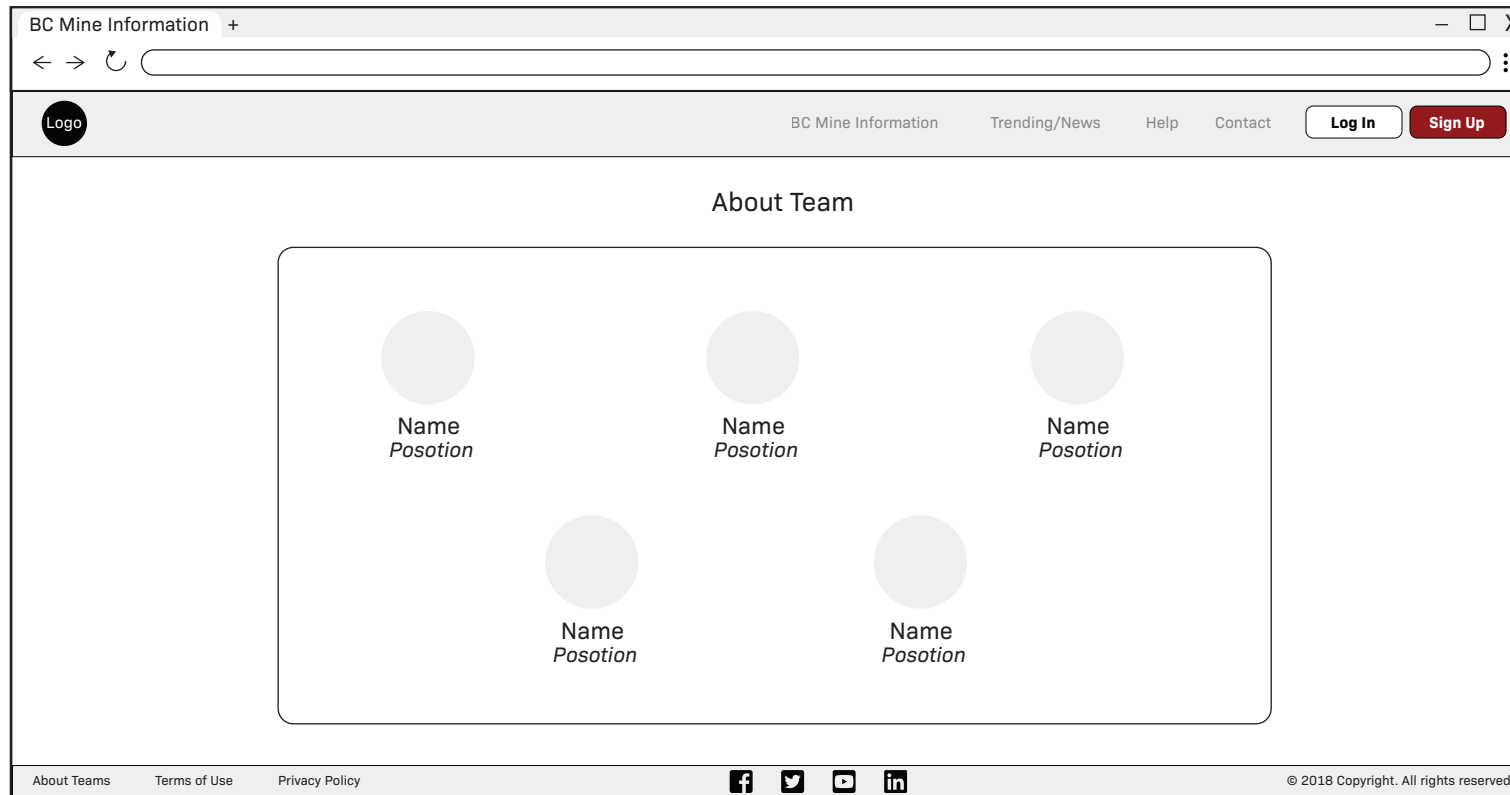 BC Mine Information +
Logo
BC Mine Information Trending/News Help Contact Log In Sign Up
About Team
Name Name Name
Posotion Posotion Posotion
Name Name
Posotion Posotion
About Teams Terms of Use Privacy Policy © 2018 Copyright. All rights reserved